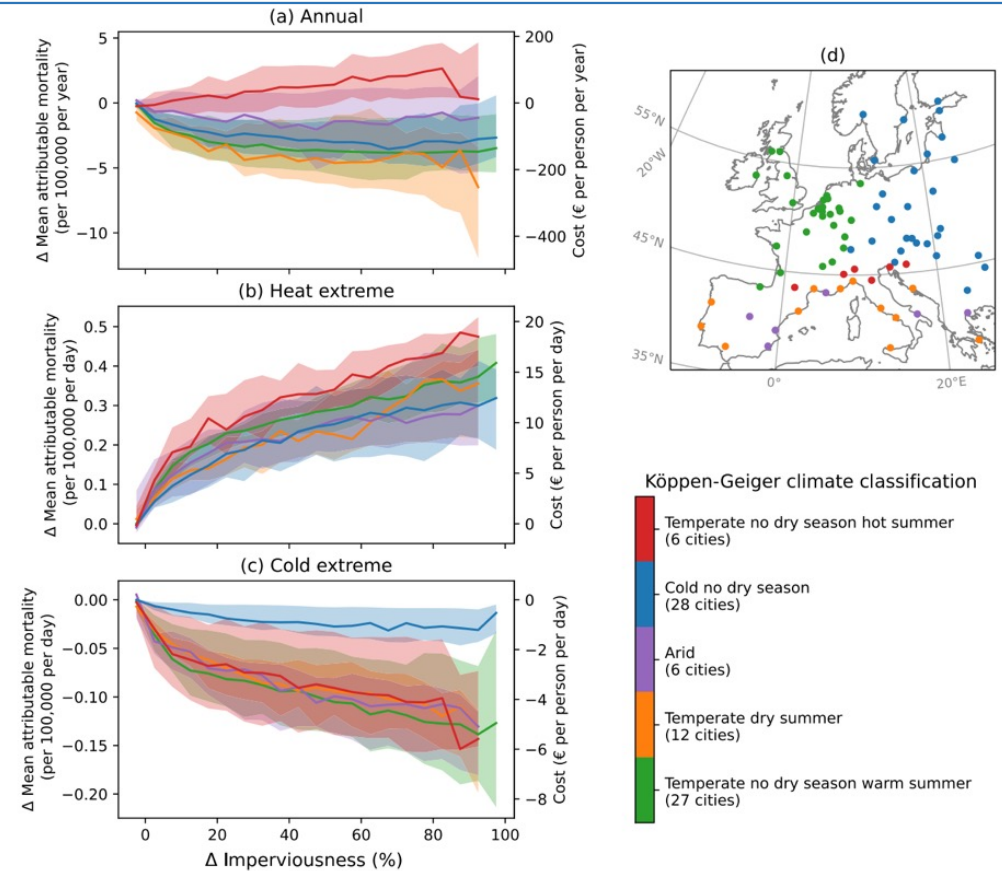 (a) Annual
5
0
−5
−10
Δ Mean attributable mortality
(per 100,000 per year)
200
0
−200
−400
Cost (€ per person per year)
(b) Heat extreme
0.5
0.4
0.3
0.2
0.1
0.0
Δ Mean attributable mortality
(per 100,000 per day)
20
15
10
5
0
Cost (€ per person per day)
(c) Cold extreme
0.00
−0.05
−0.10
−0.15
−0.20
Δ Mean attributable mortality
(per 100,000 per day)
0
−2
−4
−6
−8
Cost (€ per person per day)
0 20 40 60 80 100
Δ Imperviousness (%)
(d)
55°N
20°W
45°N
35°N
0°
20°E
Köppen-Geiger climate classification
Temperate no dry season hot summer
(6 cities)
Cold no dry season
(28 cities)
Arid
(6 cities)
Temperate dry summer
(12 cities)
Temperate no dry season warm summer
(27 cities)